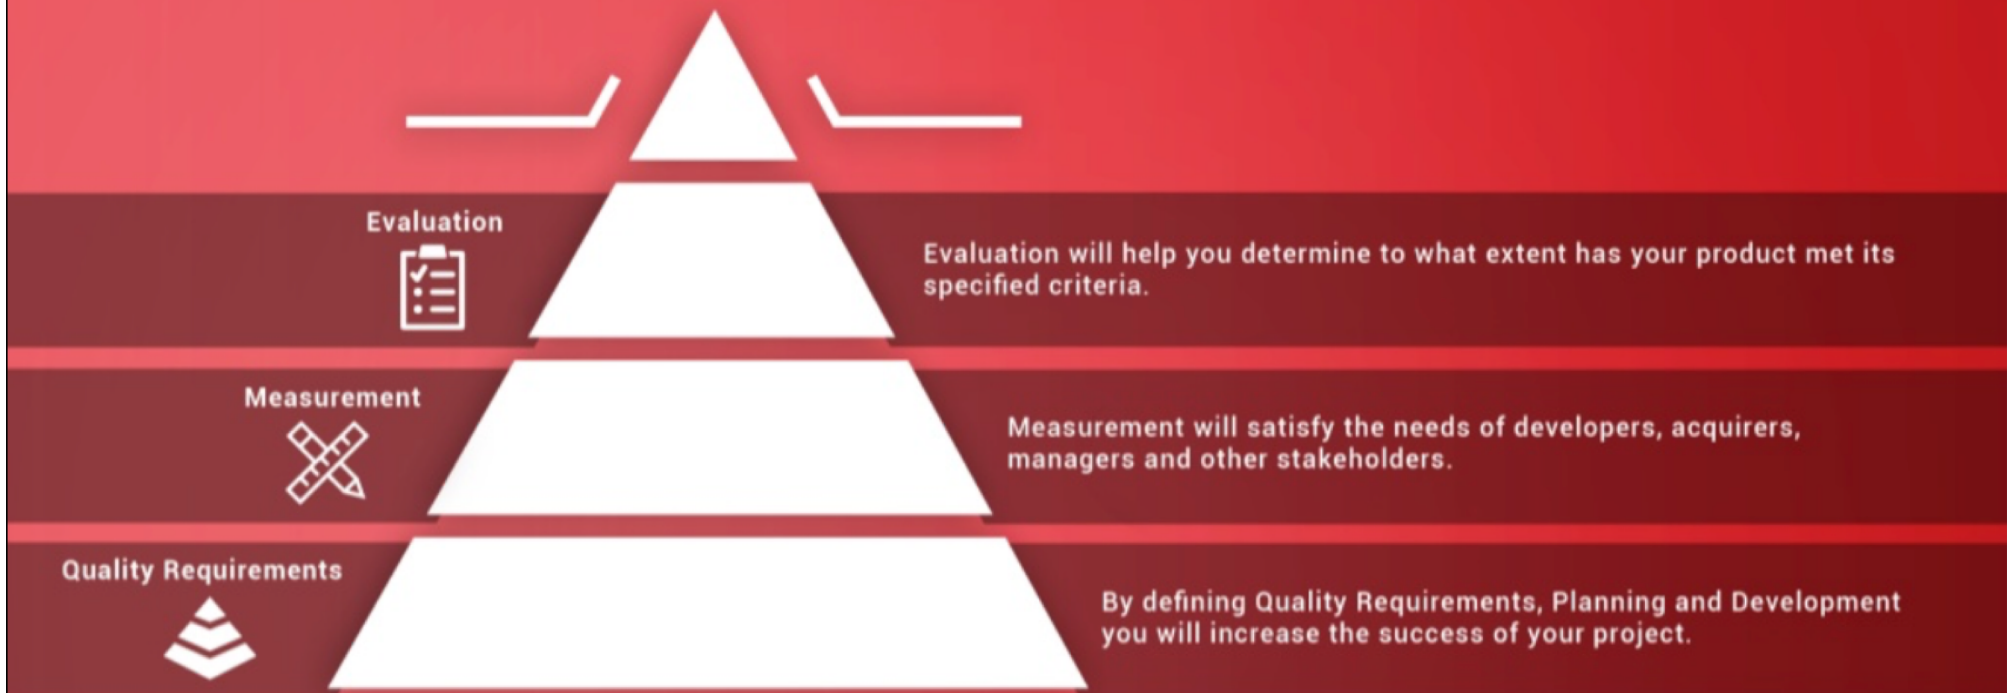 Evaluation
Evaluation will help you determine to what extent has your product met its
specified criteria.
Measurement
Measurement will satisfy the needs of developers, acquirers,
managers and other stakeholders.
Quality Requirements
By defining Quality Requirements, Planning and Development
you will increase the success of your project.